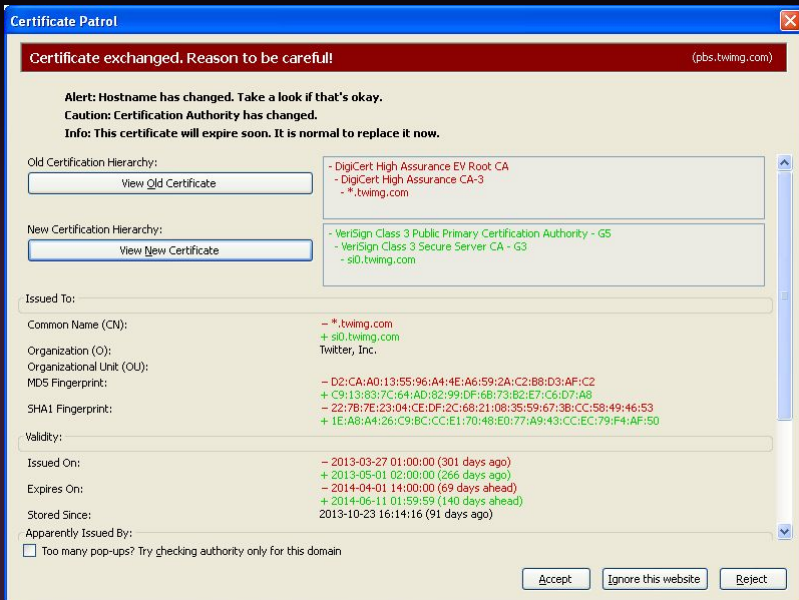 Certificate Patrol
Certificate exchanged. Reason to be careful! (pbs.twimg.com)
Alert: Hostname has changed. Take a look if that's okay.
Caution: Certification Authority has changed.
Info: This certificate will expire soon. It is normal to replace it now.
Old Certification Hierarchy:
View Old Certificate
- DigiCert High Assurance EV Root CA
- DigiCert High Assurance CA-3
- *.twimg.com
New Certification Hierarchy:
View New Certificate
- VeriSign Class 3 Public Primary Certification Authority - G5
- VeriSign Class 3 Secure Server CA - G3
- si0.twimg.com
Issued To:
Common Name (CN): − *.twimg.com
+ si0.twimg.com
Organization (O): Twitter, Inc.
Organizational Unit (OU):
MD5 Fingerprint: − D2:CA:A0:13:55:96:A4:4E:A6:59:2A:C2:B8:D3:AF:C2
+ C9:13:83:7C:64:AD:82:99:DF:6B:73:B2:E7:C6:D7:A8
SHA1 Fingerprint: − 22:7B:7E:23:04:CE:DF:2C:68:21:08:35:59:67:3B:CC:58:49:46:53
+ 1E:A8:A4:26:C9:BC:CC:E1:70:48:E0:77:A9:43:CC:EC:79:F4:AF:50
Validity:
Issued On: − 2013-03-27 01:00:00 (301 days ago)
+ 2013-05-01 02:00:00 (266 days ago)
Expires On: − 2014-04-01 14:00:00 (69 days ahead)
+ 2014-06-11 01:59:59 (140 days ahead)
Stored Since: 2013-10-23 16:14:16 (91 days ago)
Apparently Issued By:
Too many pop-ups? Try checking authority only for this domain
Accept Ignore this website Reject